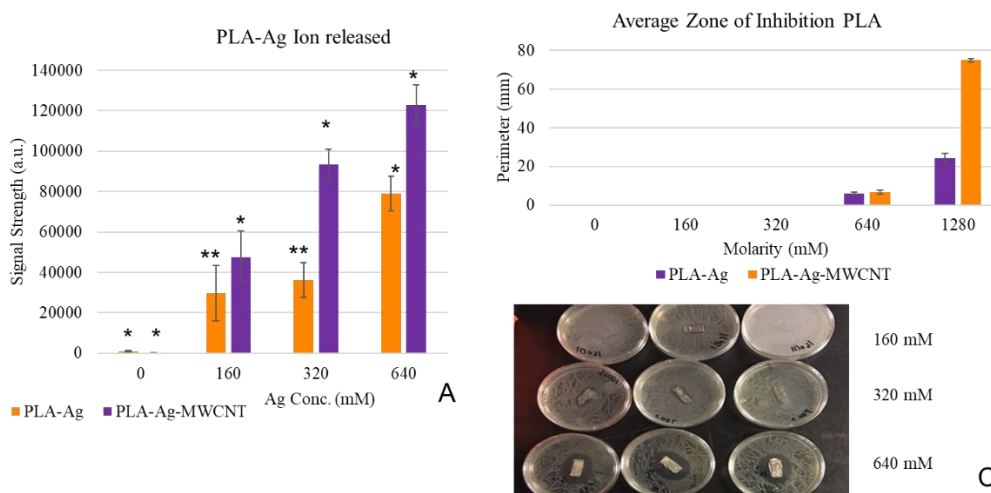 PLA-Ag Ion released
140000
120000
100000
80000
60000
40000
20000
0
Signal Strength (a.u.)
* *
** *
** *
* *
0 160 320 640
Ag Conc. (mM)
PLA-Ag PLA-Ag-MWCNT
A
Average Zone of Inhibition PLA
80
60
40
20
0
Perimeter (mm)
0 160 320 640 1280
Molarity (mM)
PLA-Ag PLA-Ag-MWCNT
160 mM
320 mM
640 mM
C